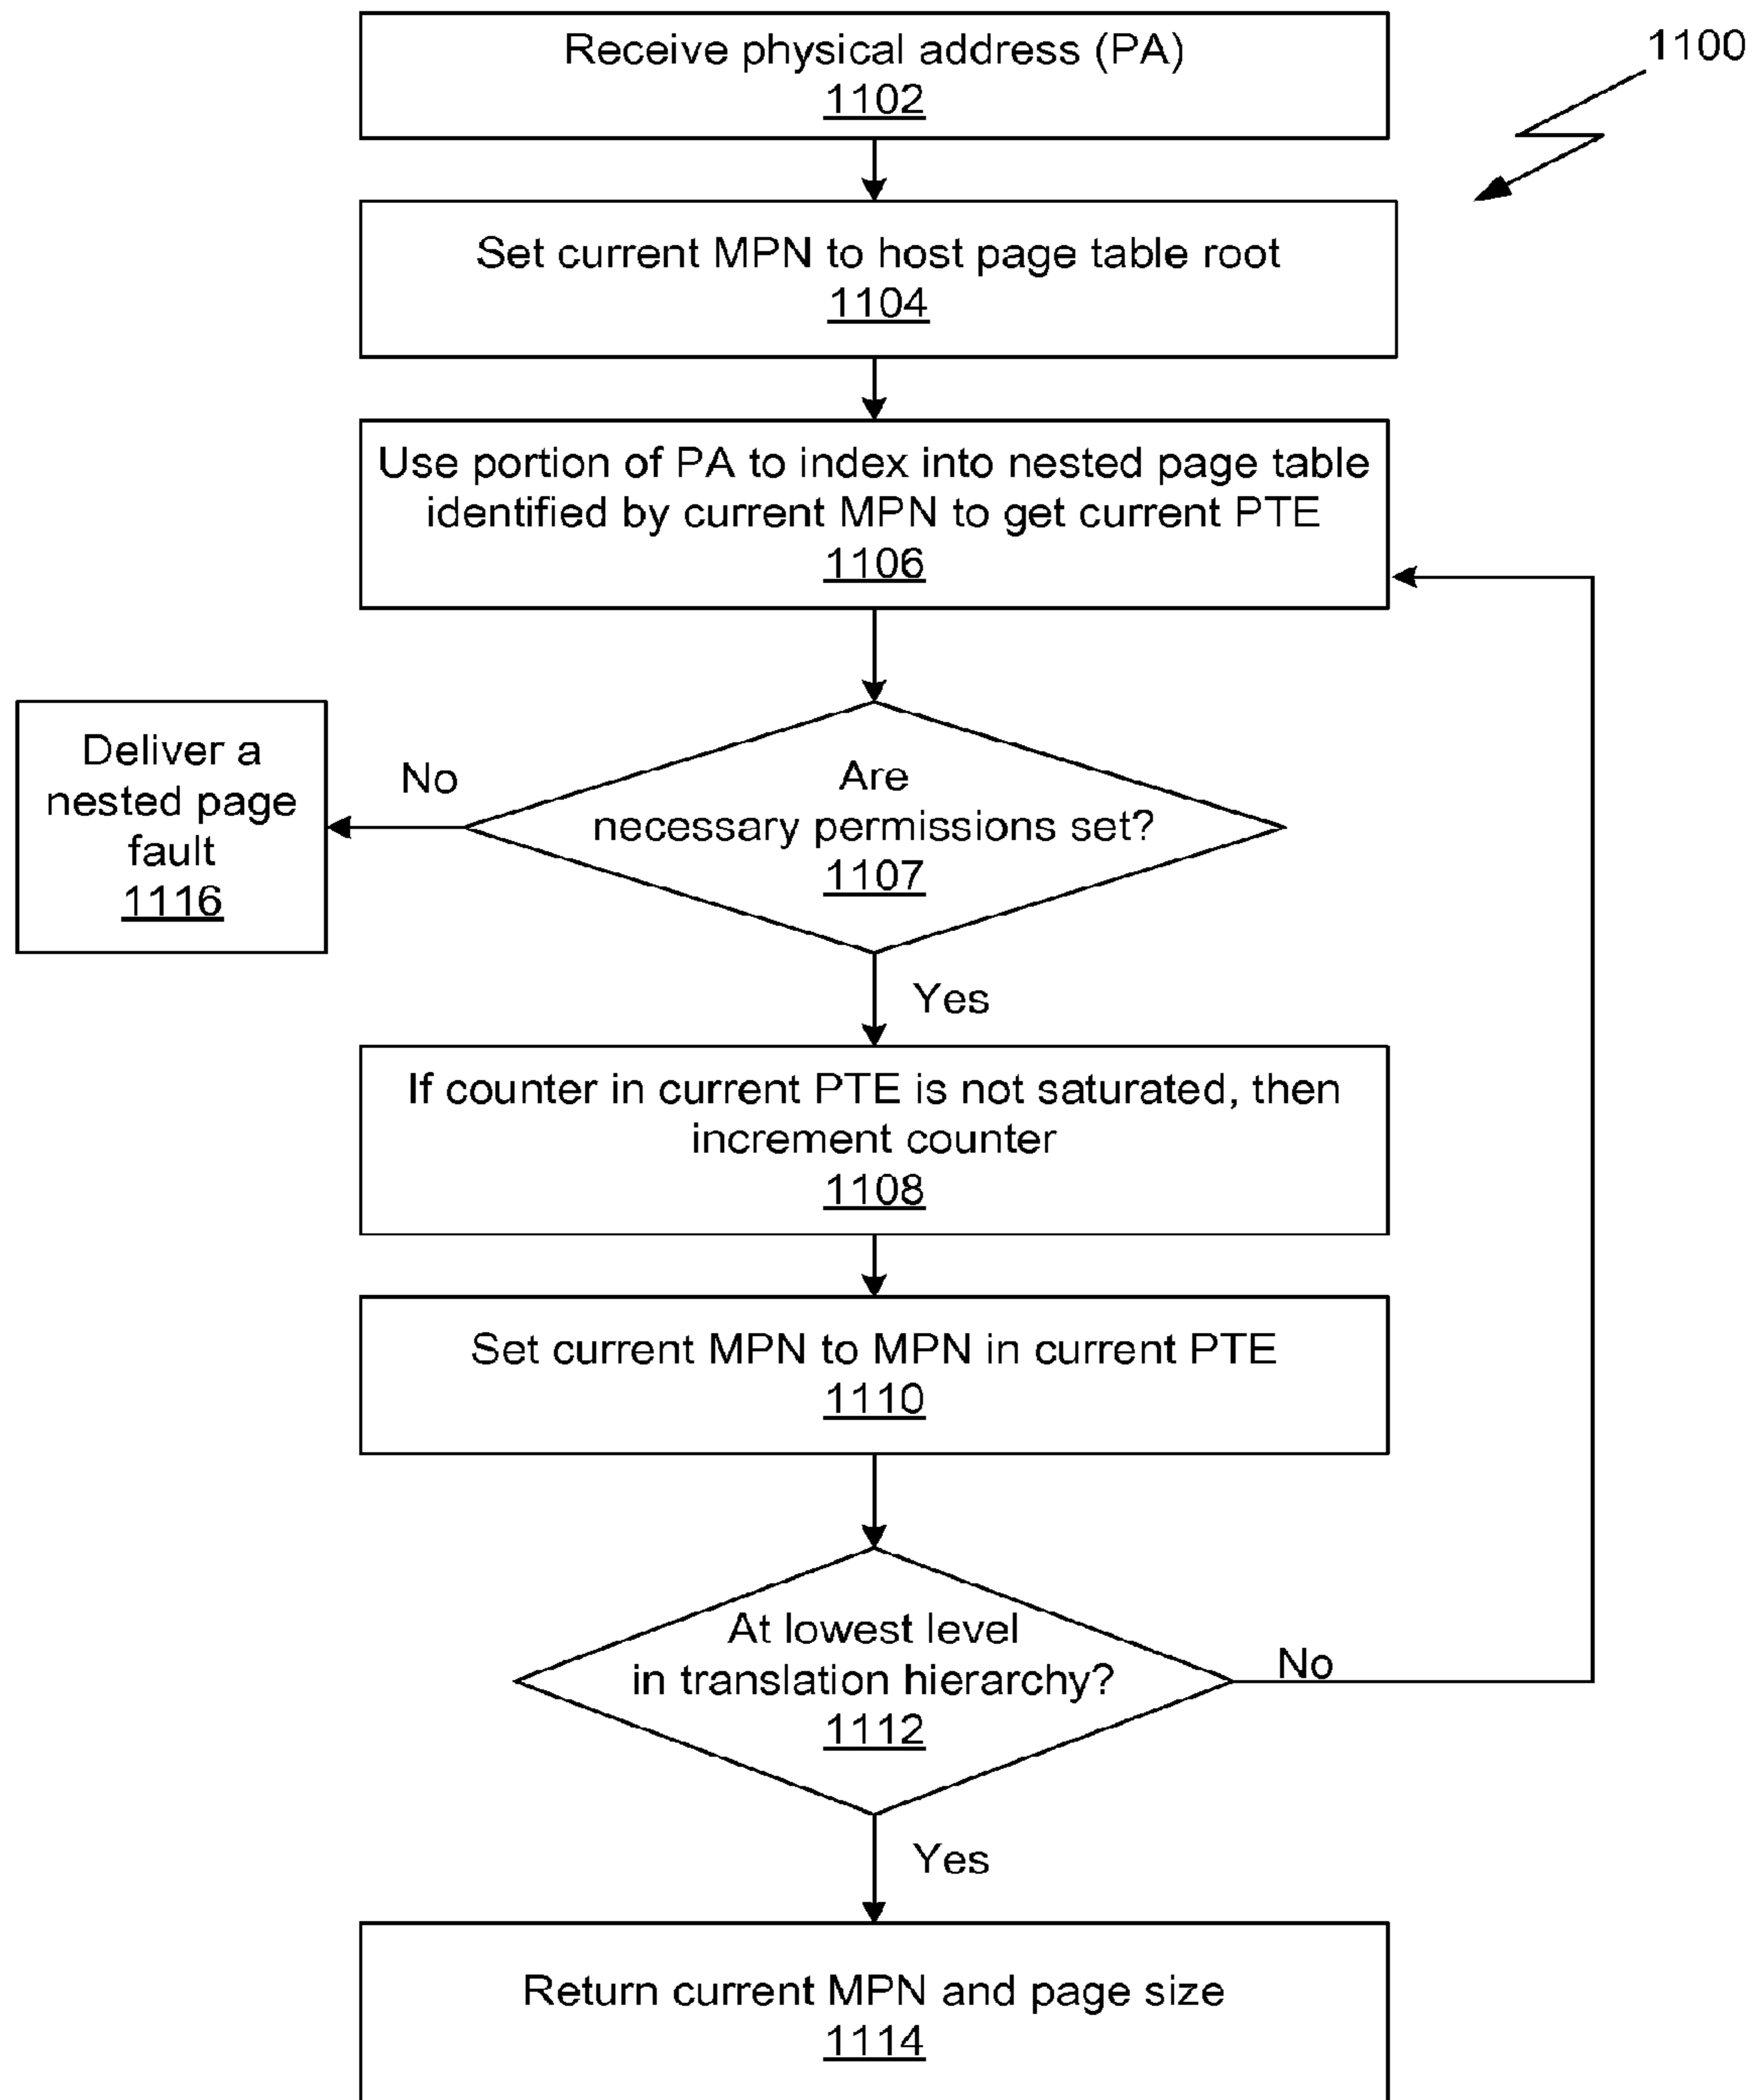 Receive physical address (PA)
1102
1100
Set current MPN to host page table root
1104
Use portion of PA to index into nested page table
identified by current MPN to get current PTE
1106
Are
necessary permissions set?
1107
No
Deliver a
nested page
fault
1116
Yes
If counter in current PTE is not saturated, then
increment counter
1108
Set current MPN to MPN in current PTE
1110
At lowest level
in translation hierarchy?
1112
No
Yes
Return current MPN and page size
1114